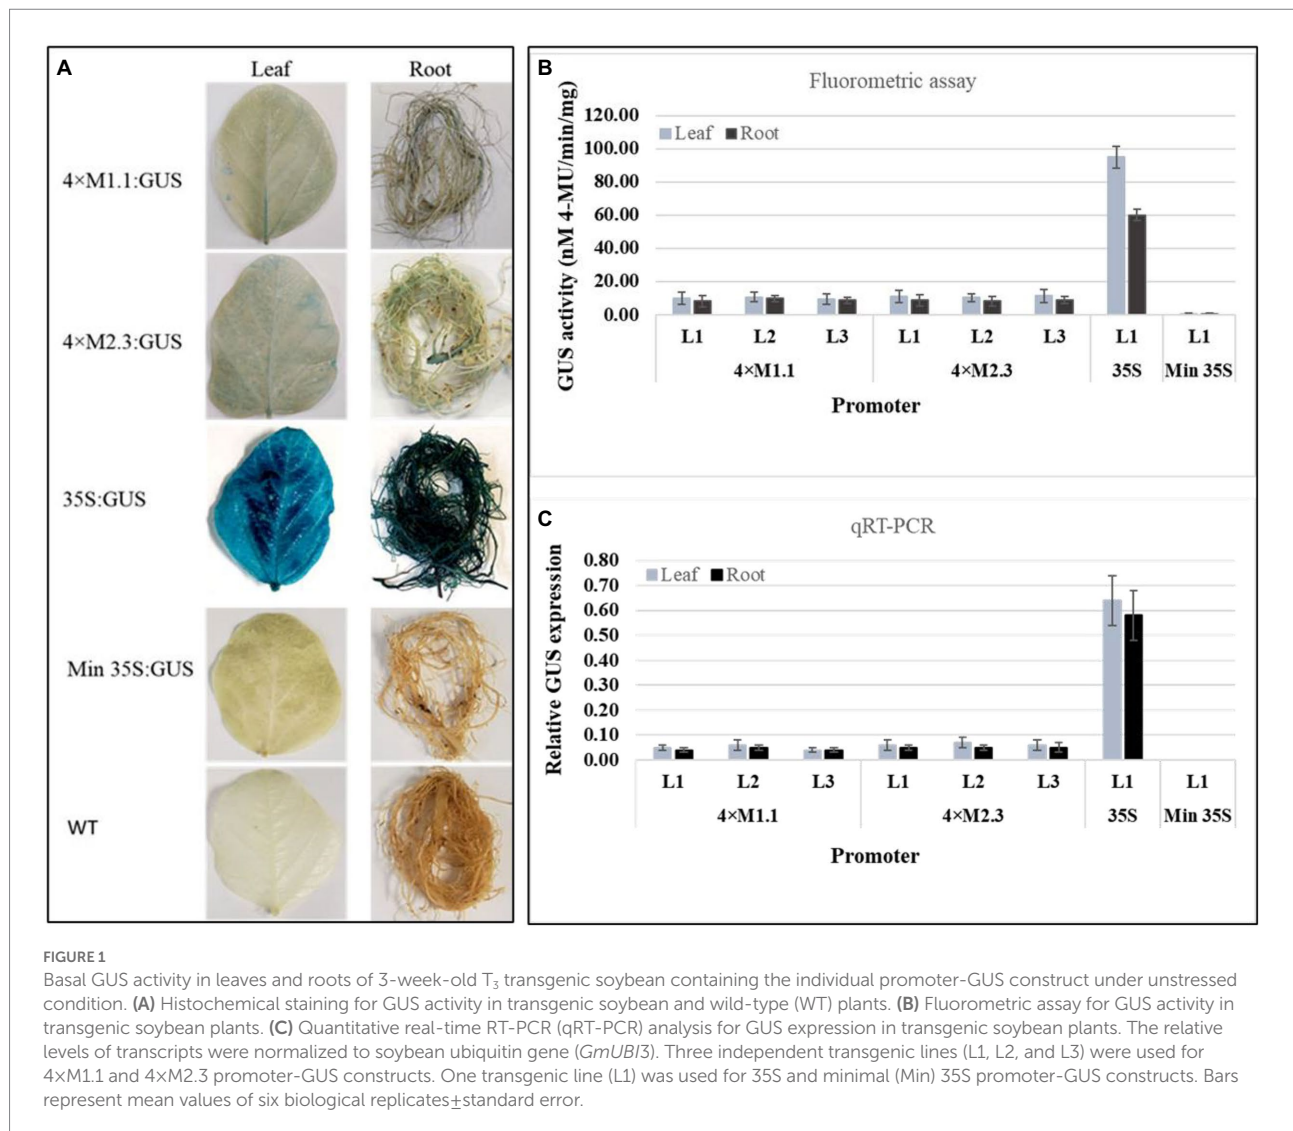 A
Leaf Root
4×M1.1:GUS
4×M2.3:GUS
35S:GUS
Min 35S:GUS
WT
B
Fluorometric assay
GUS activity (nM 4-MU/min/mg)
120.00
100.00
80.00
60.00
40.00
20.00
0.00
Leaf Root
L1 L2 L3 L1 L2 L3 L1 L1
4×M1.1 4×M2.3 35S Min 35S
Promoter
C
qRT-PCR
Relative GUS expression
0.80
0.70
0.60
0.50
0.40
0.30
0.20
0.10
0.00
Leaf Root
L1 L2 L3 L1 L2 L3 L1 L1
4×M1.1 4×M2.3 35S Min 35S
Promoter
FIGURE 1
Basal GUS activity in leaves and roots of 3-week-old T₃ transgenic soybean containing the individual promoter-GUS construct under unstressed
condition. (A) Histochemical staining for GUS activity in transgenic soybean and wild-type (WT) plants. (B) Fluorometric assay for GUS activity in
transgenic soybean plants. (C) Quantitative real-time RT-PCR (qRT-PCR) analysis for GUS expression in transgenic soybean plants. The relative
levels of transcripts were normalized to soybean ubiquitin gene (GmUBI3). Three independent transgenic lines (L1, L2, and L3) were used for
4×M1.1 and 4×M2.3 promoter-GUS constructs. One transgenic line (L1) was used for 35S and minimal (Min) 35S promoter-GUS constructs. Bars
represent mean values of six biological replicates±standard error.